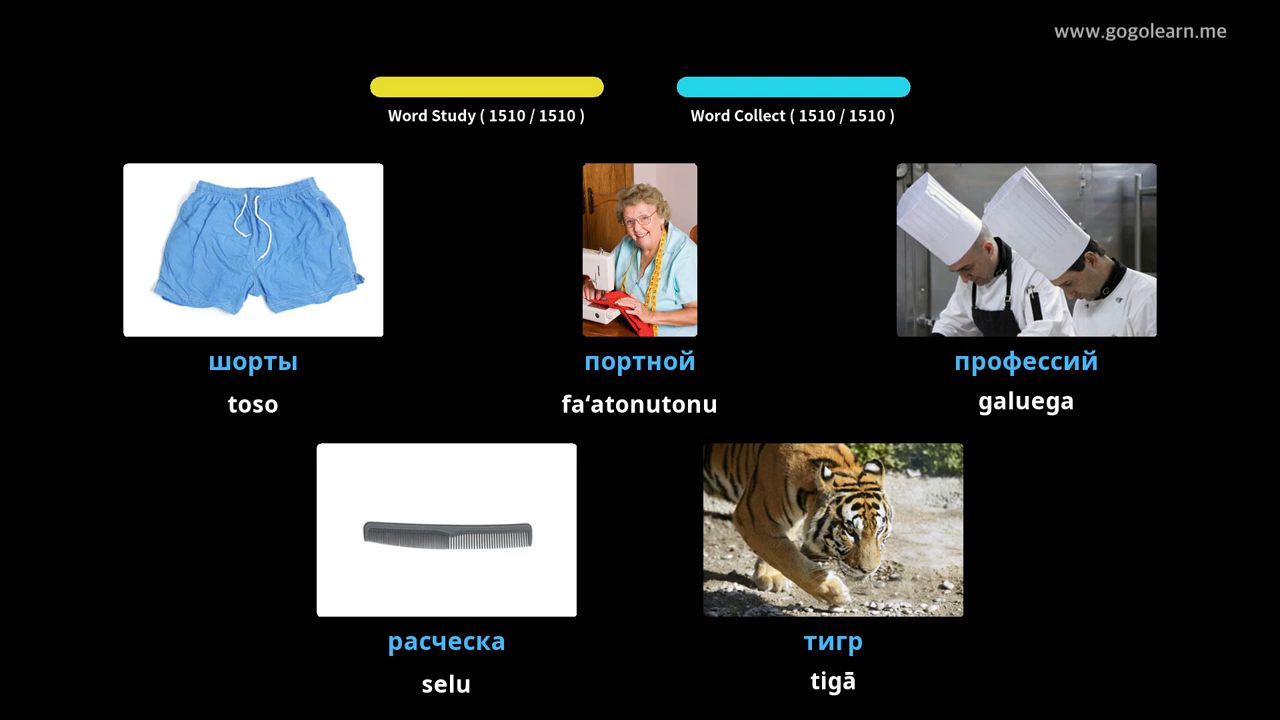 www.gogolearn.me
Word Study ( 1510 / 1510 )
Word Collect ( 1510 / 1510 )
шорты
toso
портной
fa‘atonutonu
профессий
galuega
расческа
selu
тигр
tigā